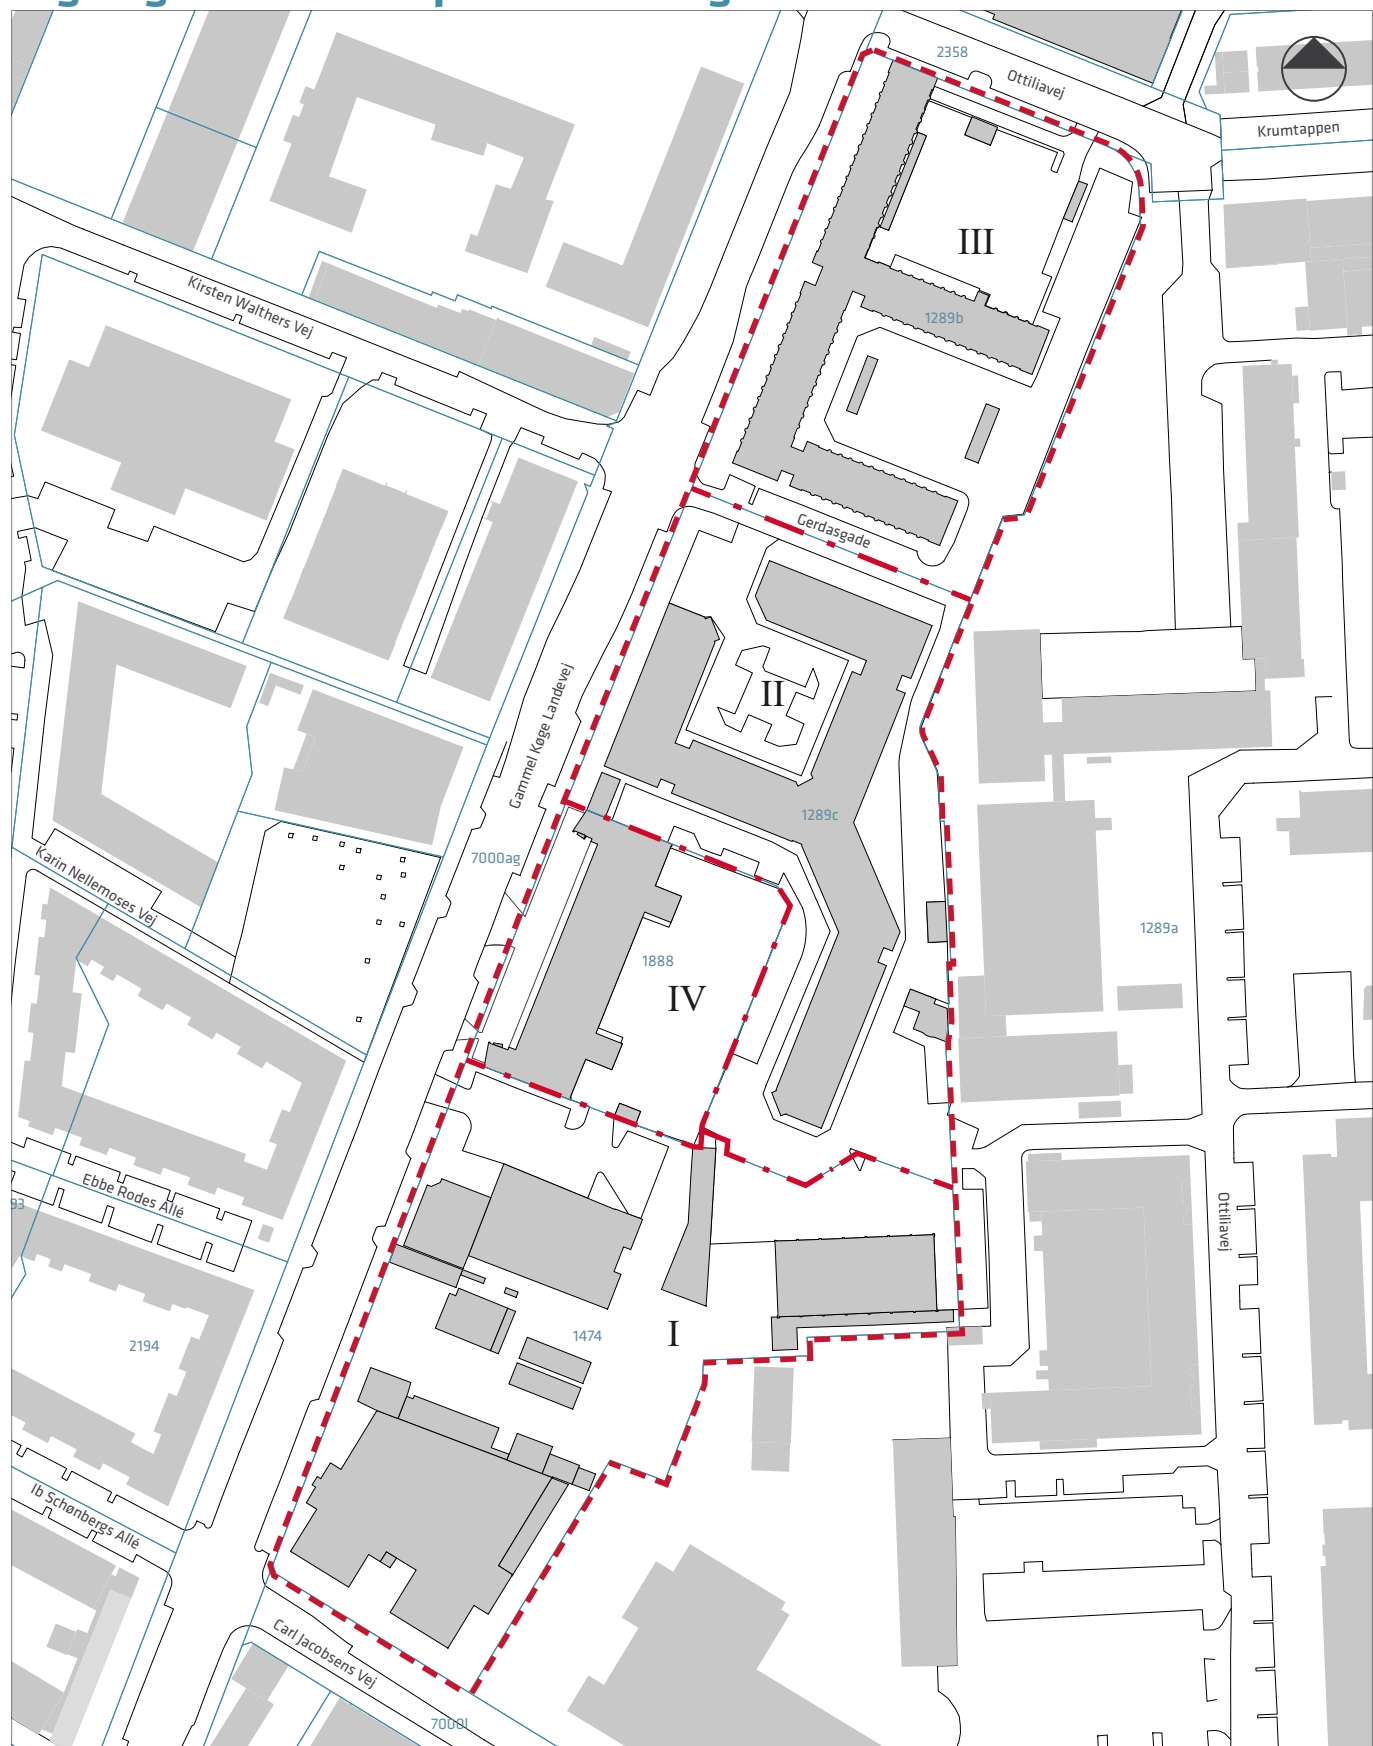 2358
Ottiliavej
Krumtappen
III
Kirsten Walthers Vej
1289b
Gerdasgade
II
Gammel Køge Landevej
1289c
7000ag
Karin Nellemoses Vej
1289a
1888
IV
Ebbe Rodes Allé
93
Ottiliavej
I
1474
2194
Ib Schønbergs Allé
Carl Jacobsens Vej
7000l